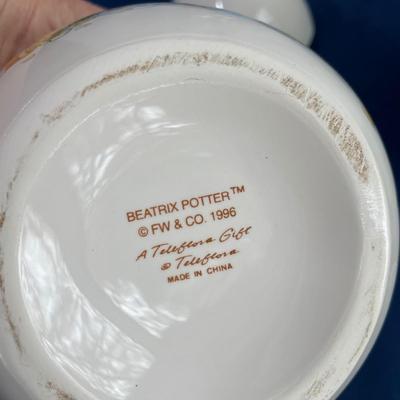 BEATRIX POTTER™
© FW & CO. 1996
A Teleflora Gift
® Teleflora
MADE IN CHINA